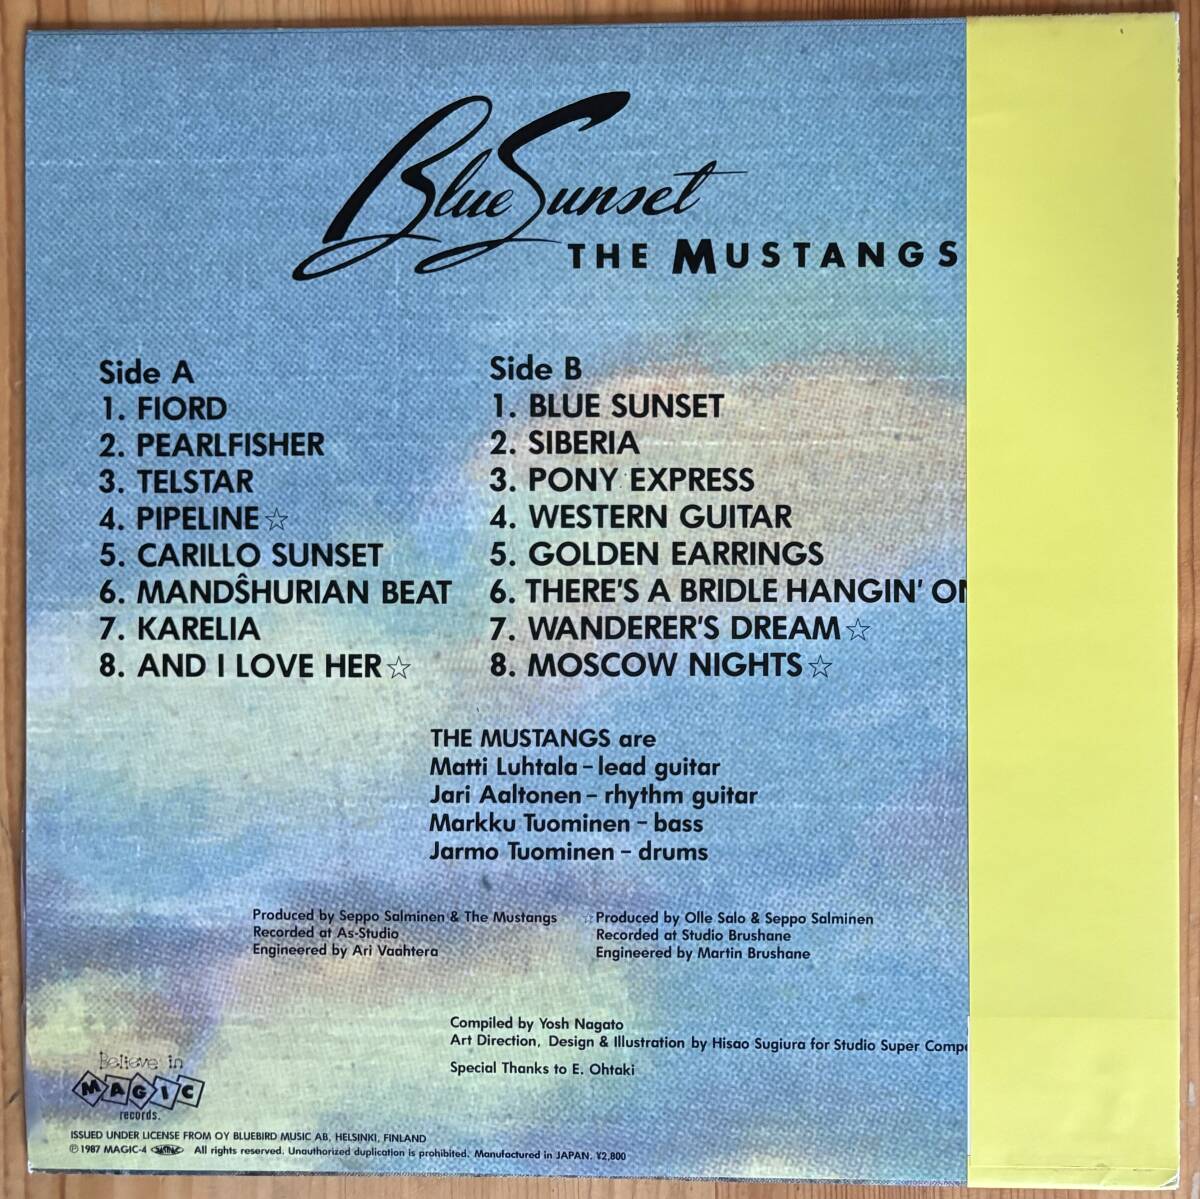 Blue Sunset
THE MUSTANGS
Side A
1. FIORD
2. PEARLFISHER
3. TELSTAR
4. PIPELINE☆
5. CARILLO SUNSET
6. MANDŜHURIAN BEAT
7. KARELIA
8. AND I LOVE HER☆
Side B
1. BLUE SUNSET
2. SIBERIA
3. PONY EXPRESS
4. WESTERN GUITAR
5. GOLDEN EARRINGS
6. THERE'S A BRIDLE HANGIN' ON
7. WANDERER'S DREAM☆
8. MOSCOW NIGHTS☆
THE MUSTANGS are
Matti Luhtala – lead guitar
Jari Aaltonen – rhythm guitar
Markku Tuominen – bass
Jarmo Tuominen – drums
Produced by Seppo Salminen & The Mustangs
Recorded at As-Studio
Engineered by Ari Vaahtera
☆Produced by Olle Salo & Seppo Salminen
Recorded at Studio Brushane
Engineered by Martin Brushane
Compiled by Yosh Nagato
Art Direction, Design & Illustration by Hisao Sugiura for Studio Super Comp
Special Thanks to E. Ohtaki
Believe in
MAGIC
records.
ISSUED UNDER LICENSE FROM OY BLUEBIRD MUSIC AB, HELSINKI, FINLAND
℗1987 MAGIC-4 All rights reserved. Unauthorized duplication is prohibited. Manufactured in JAPAN. ¥2,800